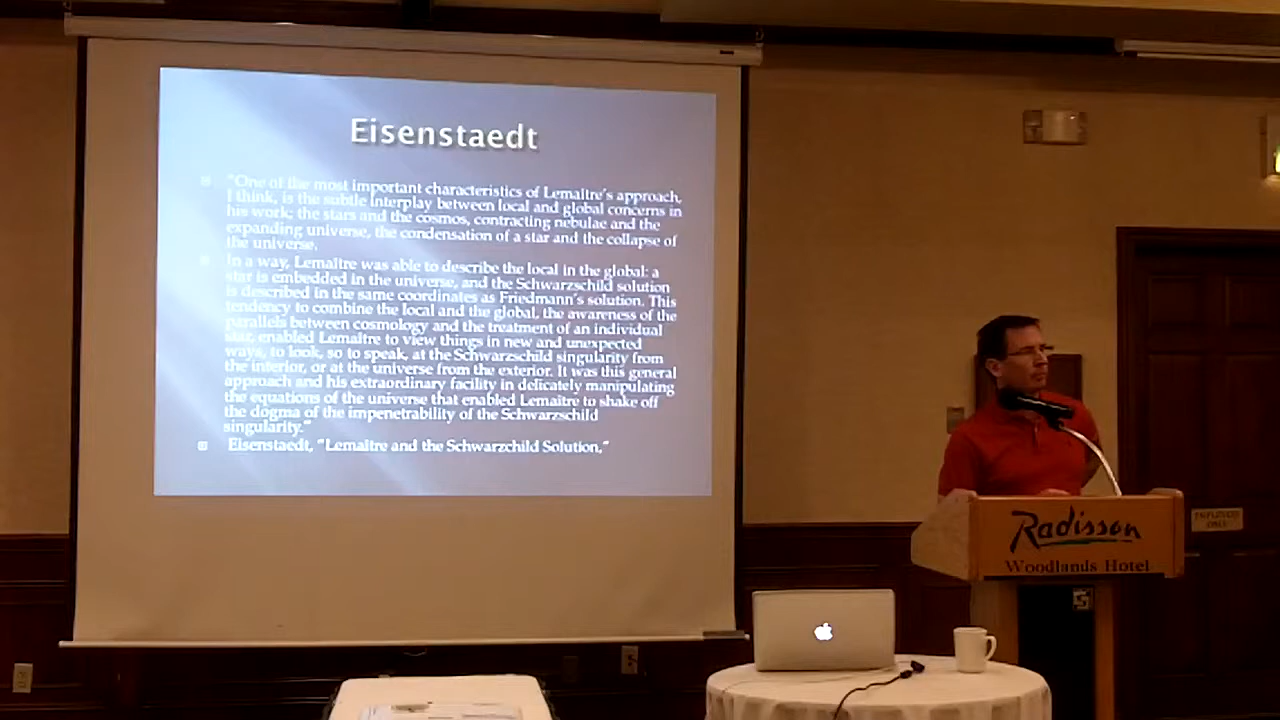 Eisenstaedt
"One of the most important characteristics of Lemaître's approach,
I think, is the subtle interplay between local and global concerns in
his work; the stars and the cosmos, contracting nebulae and the
expanding universe, the condensation of a star and the collapse of
the universe.
In a way, Lemaître was able to describe the local in the global: a
star is embedded in the universe, and the Schwarzschild solution
is described in the same coordinates as Friedmann's solution. This
tendency to combine the local and the global, the awareness of the
parallels between cosmology and the treatment of an individual
star, enabled Lemaître to view things in new and unexpected
ways, to look, so to speak, at the Schwarzschild singularity from
the interior, or at the universe from the exterior. It was this general
approach and his extraordinary facility in delicately manipulating
the equations of the universe that enabled Lemaître to shake off
the dogma of the impenetrability of the Schwarzschild
singularity."
Eisenstaedt, "Lemaître and the Schwarzchild Solution,"
Radisson
Woodlands Hotel
EMPLOYEES
ONLY